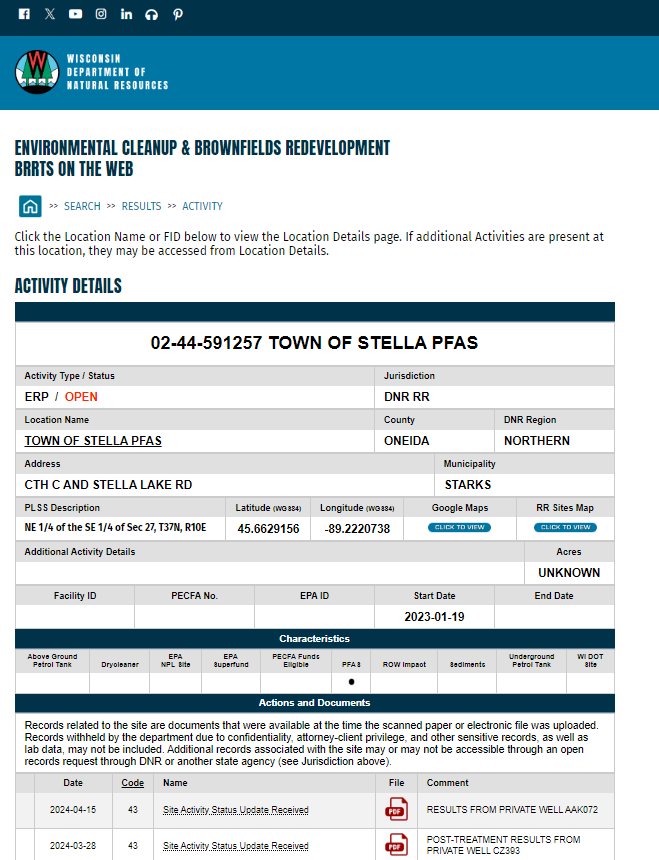 WISCONSIN
DEPARTMENT OF
NATURAL RESOURCES
ENVIRONMENTAL CLEANUP & BROWNFIELDS REDEVELOPMENT
BRRTS ON THE WEB
>> SEARCH >> RESULTS >> ACTIVITY
Click the Location Name or FID below to view the Location Details page. If additional Activities are present at
this location, they may be accessed from Location Details.
ACTIVITY DETAILS
02-44-591257 TOWN OF STELLA PFAS
Activity Type / Status Jurisdiction
ERP / OPEN DNR RR
Location Name County DNR Region
TOWN OF STELLA PFAS ONEIDA NORTHERN
Address Municipality
CTH C AND STELLA LAKE RD STARKS
PLSS Description Latitude (WGS84) Longitude (WGS84) Google Maps RR Sites Map
NE 1/4 of the SE 1/4 of Sec 27, T37N, R10E 45.6629156 -89.2220738 CLICK TO VIEW CLICK TO VIEW
Additional Activity Details Acres
UNKNOWN
Facility ID PECFA No. EPA ID Start Date End Date
2023-01-19
Characteristics
Above Ground Petrol Tank Drycleaner EPA NPL Site EPA Superfund PECFA Funds Eligible PFAS ROW Impact Sediments Underground Petrol Tank WI DOT Site
Actions and Documents
Records related to the site are documents that were available at the time the scanned paper or electronic file was uploaded.
Records withheld by the department due to confidentiality, attorney-client privilege, and other sensitive records, as well as
lab data, may not be included. Additional records associated with the site may or may not be accessible through an open
records request through DNR or another state agency (see Jurisdiction above).
Date Code Name File Comment
2024-04-15 43 Site Activity Status Update Received PDF RESULTS FROM PRIVATE WELL AAK072
2024-03-28 43 Site Activity Status Update Received PDF POST-TREATMENT RESULTS FROM
PRIVATE WELL CZ393